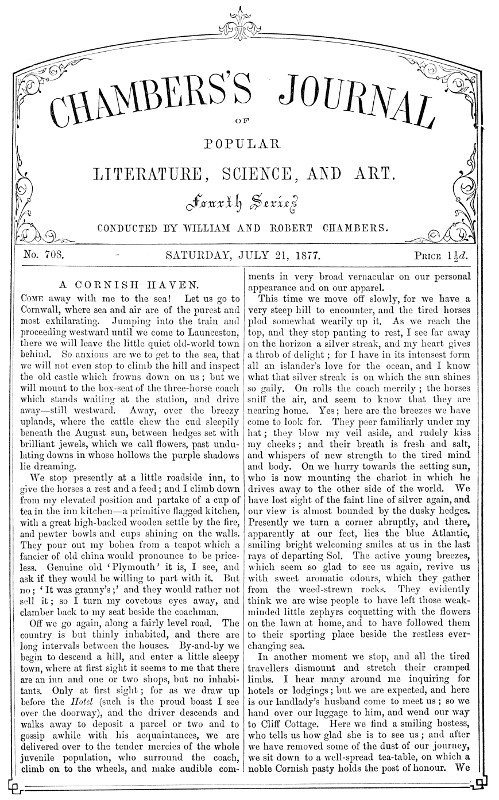 CHAMBERS'S JOURNAL
OF
POPULAR
LITERATURE, SCIENCE, AND ART.
Fourth Series
CONDUCTED BY WILLIAM AND ROBERT CHAMBERS.
No. 708.
SATURDAY, JULY 21, 1877.
PRICE 1½d.
A CORNISH HAVEN.
COME away with me to the sea! Let us go to
Cornwall, where sea and air are of the purest and
most exhilarating. Jumping into the train and
proceeding westward until we come to Launceston,
there we will leave the little quiet old-world town
behind. So anxious are we to get to the sea, that
we will not even stop to climb the hill and inspect
the old castle which frowns down on us; but we
will mount to the box-seat of the three-horse coach
which stands waiting at the station, and drive
away—still westward. Away, over the breezy
uplands, where the cattle chew the cud sleepily
beneath the August sun, between hedges set with
brilliant jewels, which we call flowers, past undu-
lating downs in whose hollows the purple shadows
lie dreaming.
We stop presently at a little roadside inn, to
give the horses a rest and a feed; and I climb down
from my elevated position and partake of a cup of
tea in the inn kitchen—a primitive flagged kitchen,
with a great high-backed wooden settle by the fire,
and pewter bowls and cups shining on the walls.
They pour out my bohea from a teapot which a
fancier of old china would pronounce to be price-
less. Genuine old 'Plymouth' it is, I see, and
ask if they would be willing to part with it. But
no; 'It was granny's;' and they would rather not
sell it; so I turn my covetous eyes away, and
clamber back to my seat beside the coachman.
Off we go again, along a fairly level road. The
country is but thinly inhabited, and there are
long intervals between the houses. By-and-by we
begin to descend a hill, and enter a little sleepy
town, where at first sight it seems to me that there
are an inn and one or two shops, but no inhabi-
tants. Only at first sight; for as we draw up
before the Hotel (such is the proud boast I see
over the doorway), and the driver descends and
walks away to deposit a parcel or two and to
gossip awhile with his acquaintances, we are
delivered over to the tender mercies of the whole
juvenile population, who surround the coach,
climb on to the wheels, and make audible com-
ments in very broad vernacular on our personal
appearance and on our apparel.
This time we move off slowly, for we have a
very steep hill to encounter, and the tired horses
plod somewhat wearily up it. As we reach the
top, and they stop panting to rest, I see far away
on the horizon a silver streak, and my heart gives
a throb of delight; for I have in its intensest form
all an islander's love for the ocean, and I know
what that silver streak is on which the sun shines
so gaily. On rolls the coach merrily; the horses
sniff the air, and seem to know that they are
nearing home. Yes; here are the breezes we have
come to look for. They peer familiarly under my
hat; they blow my veil aside, and rudely kiss
my cheeks; and their breath is fresh and salt,
and whispers of new strength to the tired mind
and body. On we hurry towards the setting sun,
who is now mounting the chariot in which he
drives away to the other side of the world. We
have lost sight of the faint line of silver again, and
our view is almost bounded by the dusky hedges.
Presently we turn a corner abruptly, and there,
apparently at our feet, lies the blue Atlantic,
smiling bright welcoming smiles at us in the last
rays of departing Sol. The active young breezes,
which seem so glad to see us again, revive us
with sweet aromatic odours, which they gather
from the weed-strewn rocks. They evidently
think we are wise people to have left those weak-
minded little zephyrs coquetting with the flowers
on the lawn at home, and to have followed them
to their sporting place beside the restless ever-
changing sea.
In another moment we stop, and all the tired
travellers dismount and stretch their cramped
limbs. I hear many around me inquiring for
hotels or lodgings; but we are expected, and here
is our landlady's husband come to meet us; so we
hand over our luggage to him, and wend our way
to Cliff Cottage. Here we find a smiling hostess,
who tells us how glad she is to see us; and after
we have removed some of the dust of our journey,
we sit down to a well-spread tea-table, on which a
noble Cornish pasty holds the post of honour. We